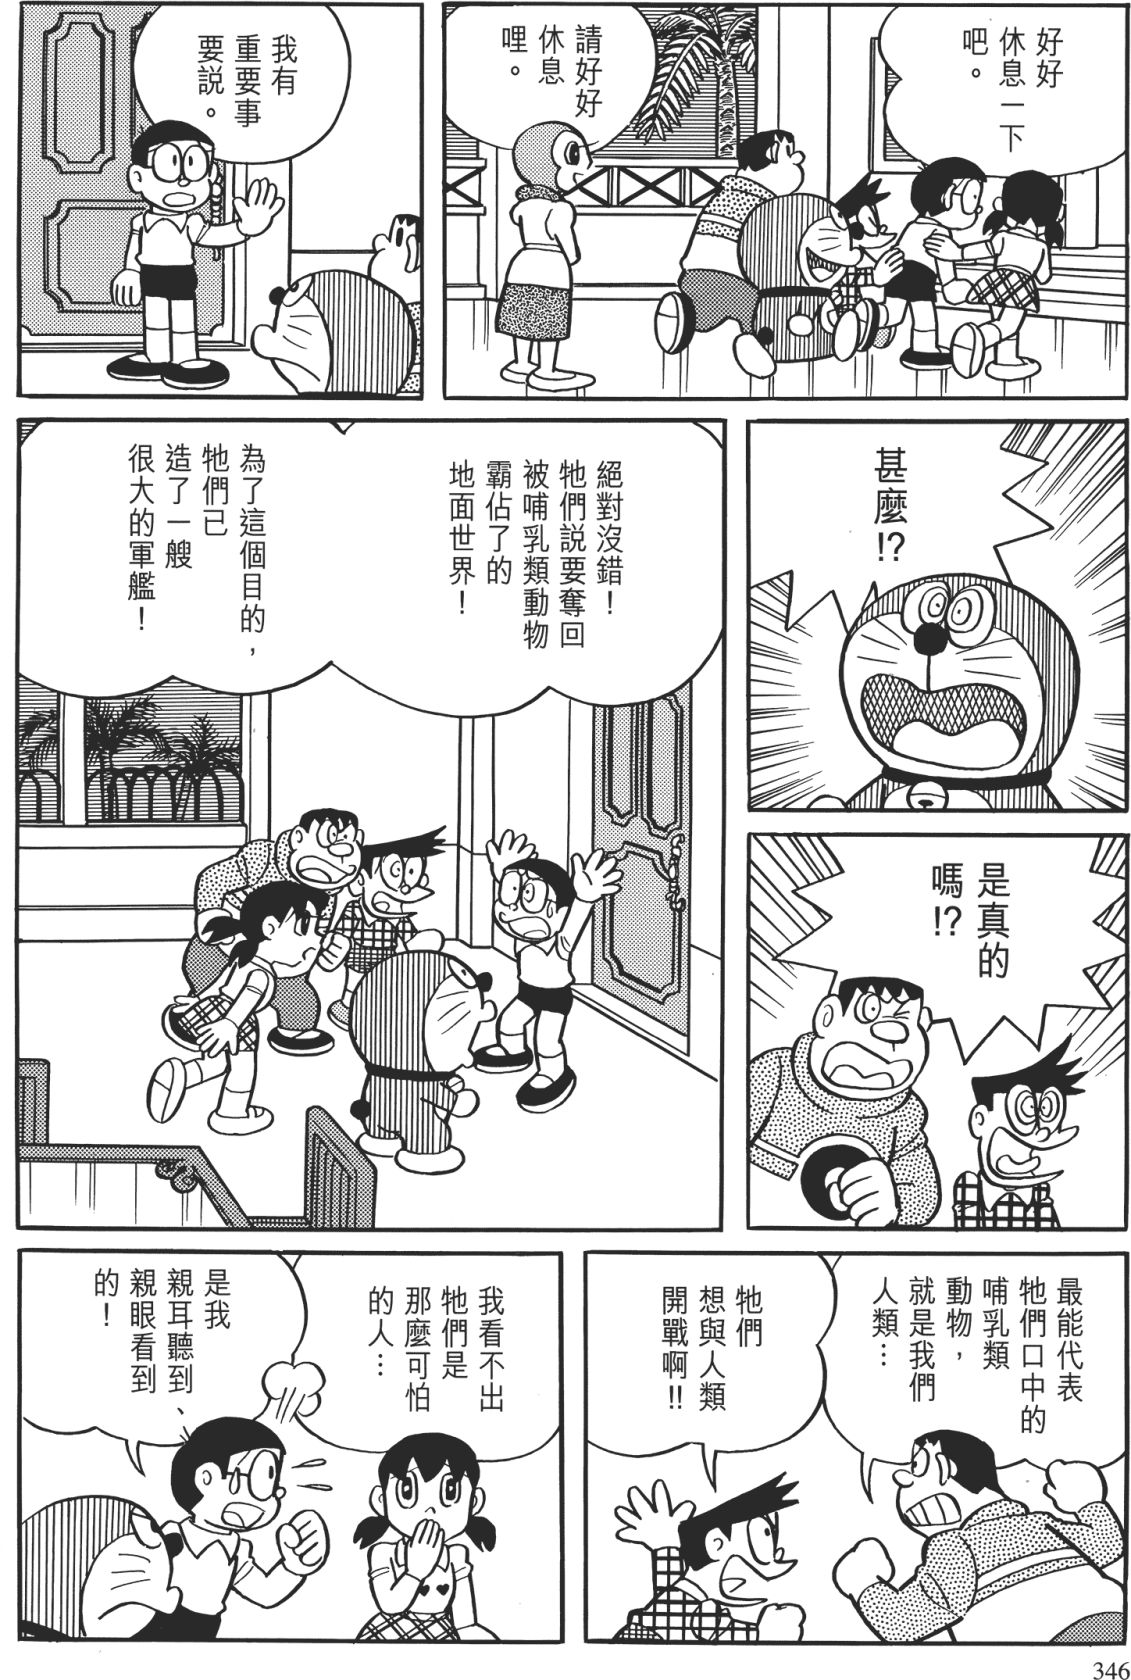 好好
休息一下
吧。
請好好
休息
哩。
我有
重要事
要説。
甚麼!?
絕對沒錯！
牠們説要奪回
被哺乳類動物
霸佔了的
地面世界！
為了這個目的，
牠們已
造了一艘
很大的軍艦！
是真的
嗎!?
最能代表
牠們口中的
哺乳類
動物，
就是我們
人類…
牠們
想與人類
開戰啊!!
我看不出
牠們是
那麼可怕
的人…
是我
親耳聽到、
親眼看到
的！
346